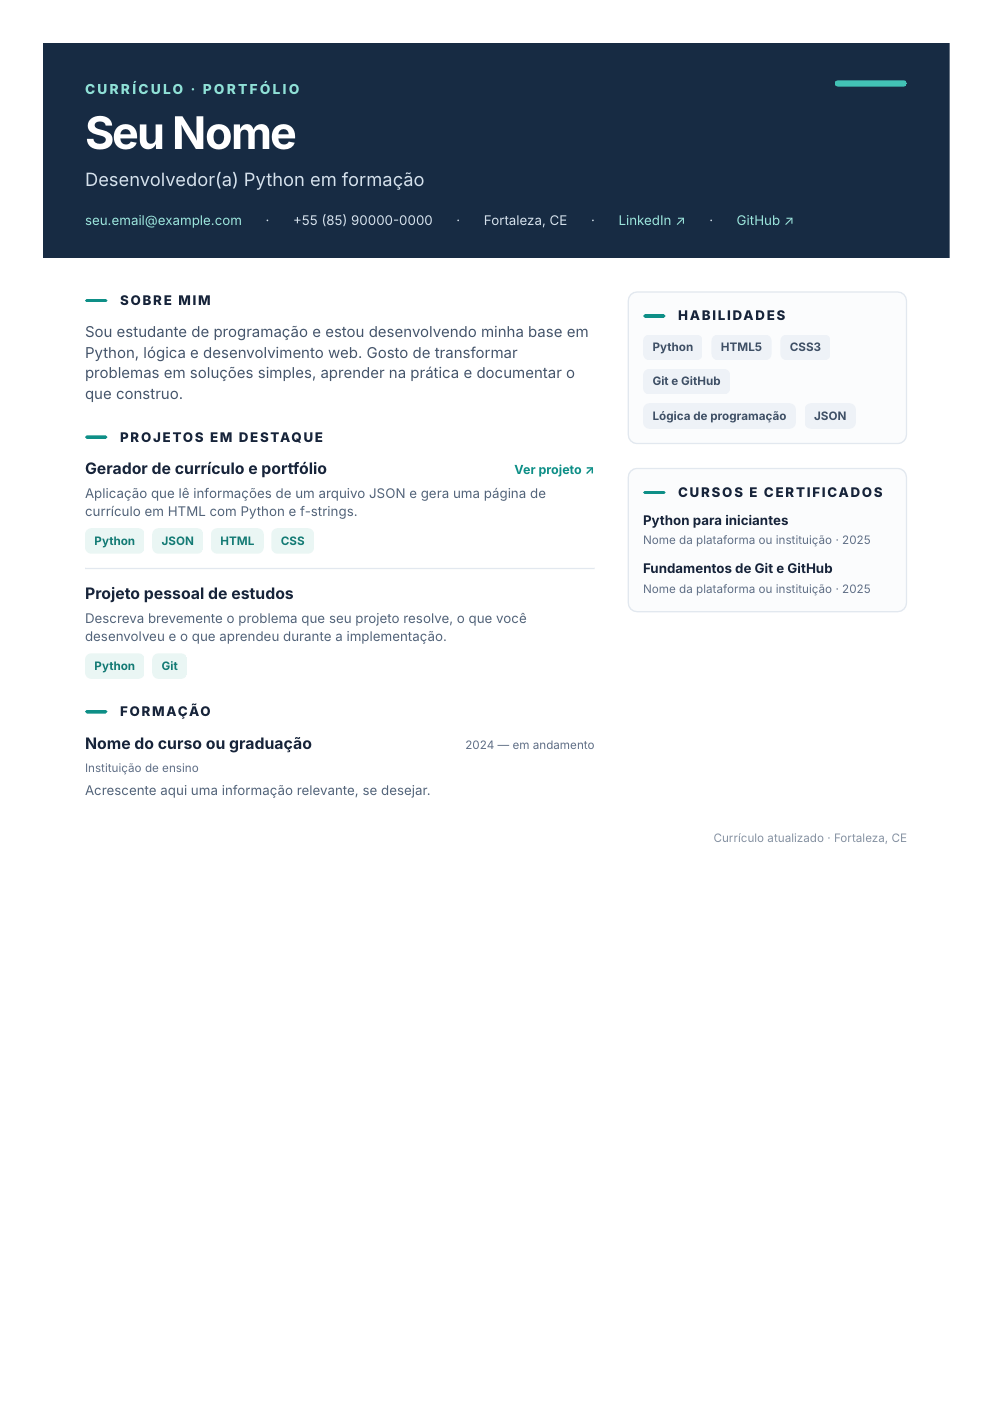 CURRÍCULO · PORTFÓLIO
Seu Nome
Desenvolvedor(a) Python em formação
seu.email@example.com · +55 (85) 90000-0000 · Fortaleza, CE · LinkedIn ↗ · GitHub ↗
SOBRE MIM
Sou estudante de programação e estou desenvolvendo minha base em
Python, lógica e desenvolvimento web. Gosto de transformar
problemas em soluções simples, aprender na prática e documentar o
que construo.
PROJETOS EM DESTAQUE
Gerador de currículo e portfólio Ver projeto ↗
Aplicação que lê informações de um arquivo JSON e gera uma página de
currículo em HTML com Python e f-strings.
Python JSON HTML CSS
Projeto pessoal de estudos
Descreva brevemente o problema que seu projeto resolve, o que você
desenvolveu e o que aprendeu durante a implementação.
Python Git
FORMAÇÃO
Nome do curso ou graduação 2024 — em andamento
Instituição de ensino
Acrescente aqui uma informação relevante, se desejar.
HABILIDADES
Python HTML5 CSS3
Git e GitHub
Lógica de programação JSON
CURSOS E CERTIFICADOS
Python para iniciantes
Nome da plataforma ou instituição · 2025
Fundamentos de Git e GitHub
Nome da plataforma ou instituição · 2025
Currículo atualizado · Fortaleza, CE